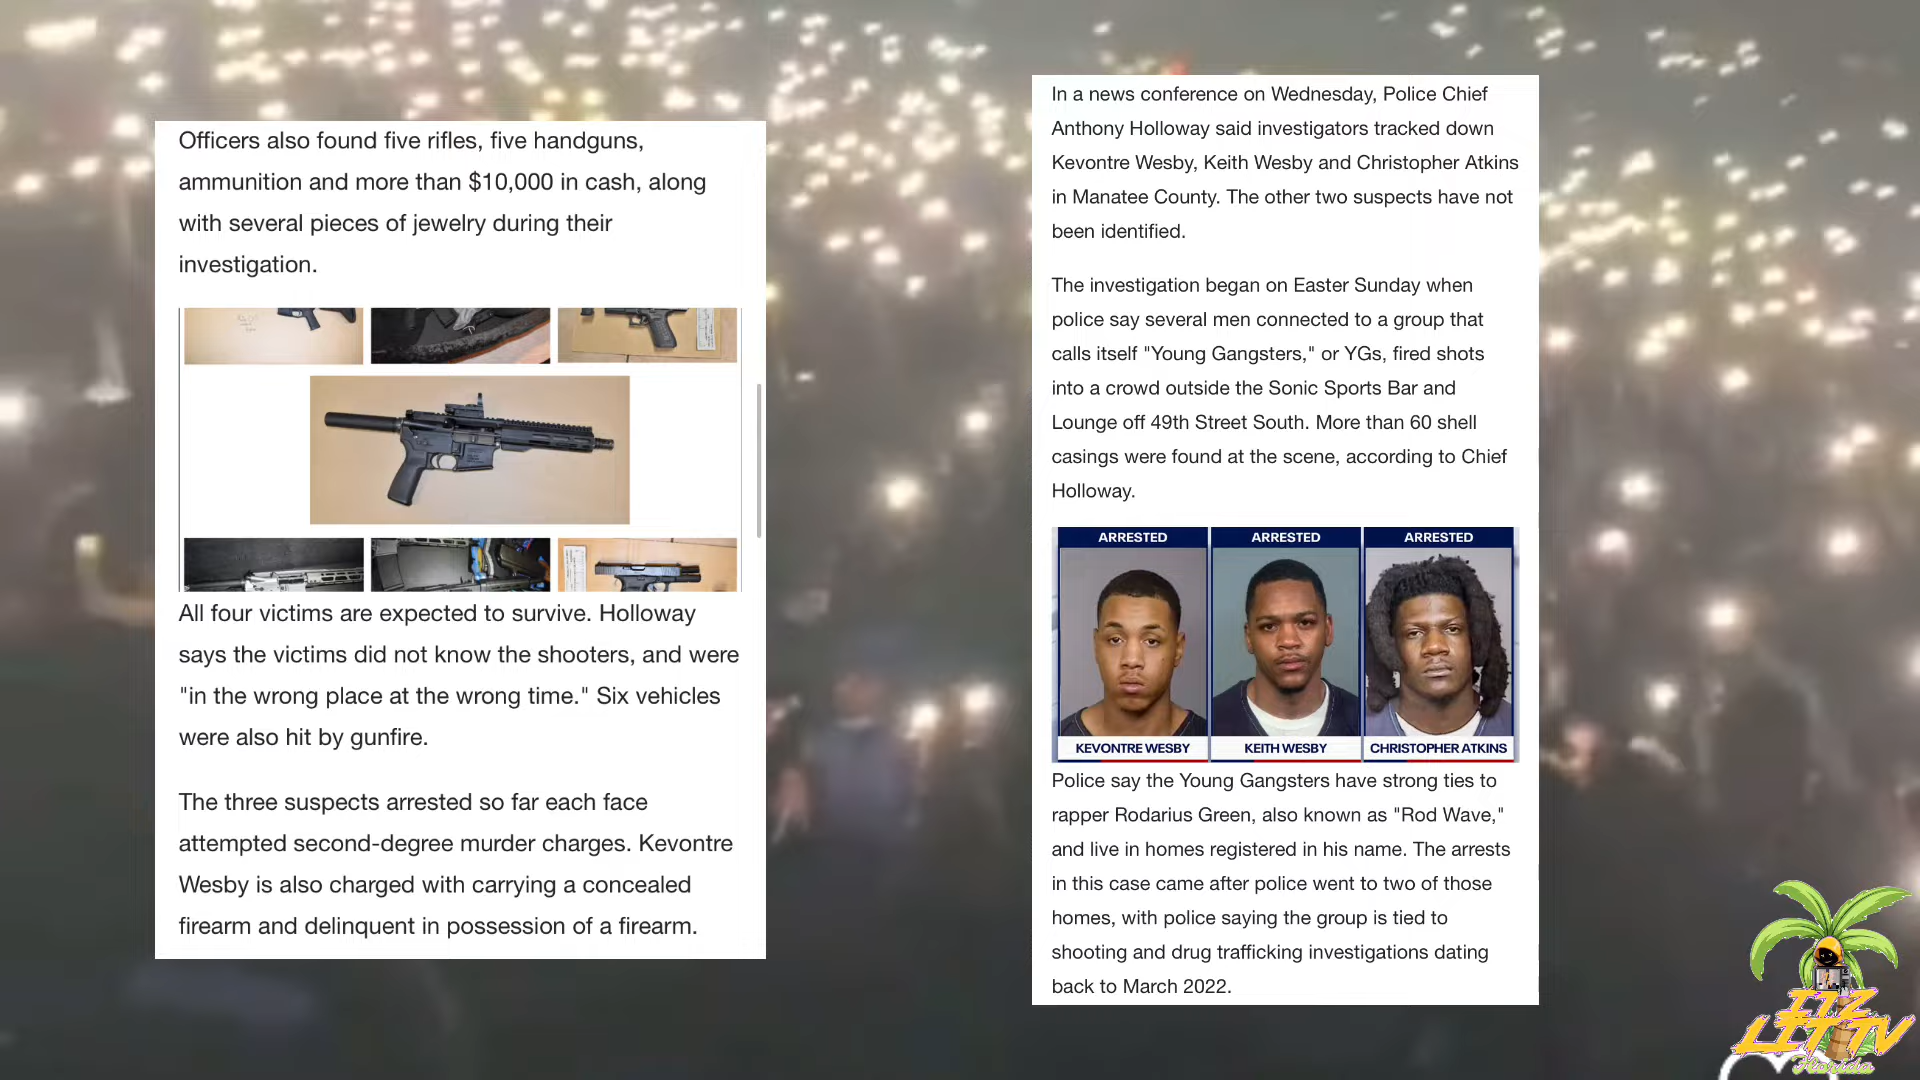 Officers also found five rifles, five handguns,
ammunition and more than $10,000 in cash, along
with several pieces of jewelry during their
investigation.
All four victims are expected to survive. Holloway
says the victims did not know the shooters, and were
"in the wrong place at the wrong time." Six vehicles
were also hit by gunfire.
The three suspects arrested so far each face
attempted second-degree murder charges. Kevontre
Wesby is also charged with carrying a concealed
firearm and delinquent in possession of a firearm.
In a news conference on Wednesday, Police Chief
Anthony Holloway said investigators tracked down
Kevontre Wesby, Keith Wesby and Christopher Atkins
in Manatee County. The other two suspects have not
been identified.
The investigation began on Easter Sunday when
police say several men connected to a group that
calls itself "Young Gangsters," or YGs, fired shots
into a crowd outside the Sonic Sports Bar and
Lounge off 49th Street South. More than 60 shell
casings were found at the scene, according to Chief
Holloway.
ARRESTED ARRESTED ARRESTED
KEVONTRE WESBY KEITH WESBY CHRISTOPHER ATKINS
Police say the Young Gangsters have strong ties to
rapper Rodarius Green, also known as "Rod Wave,"
and live in homes registered in his name. The arrests
in this case came after police went to two of those
homes, with police saying the group is tied to
shooting and drug trafficking investigations dating
back to March 2022.
ITZ
LIT TV
Florida